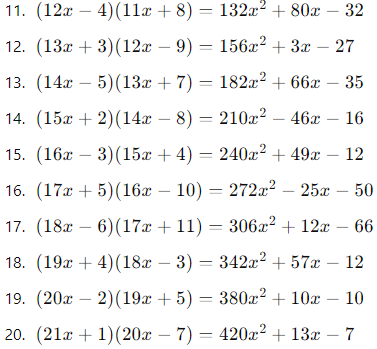 11. (12x − 4)(11x + 8) = 132x² + 80x − 32
12. (13x + 3)(12x − 9) = 156x² + 3x − 27
13. (14x − 5)(13x + 7) = 182x² + 66x − 35
14. (15x + 2)(14x − 8) = 210x² − 46x − 16
15. (16x − 3)(15x + 4) = 240x² + 49x − 12
16. (17x + 5)(16x − 10) = 272x² − 25x − 50
17. (18x − 6)(17x + 11) = 306x² + 12x − 66
18. (19x + 4)(18x − 3) = 342x² + 57x − 12
19. (20x − 2)(19x + 5) = 380x² + 10x − 10
20. (21x + 1)(20x − 7) = 420x² + 13x − 7